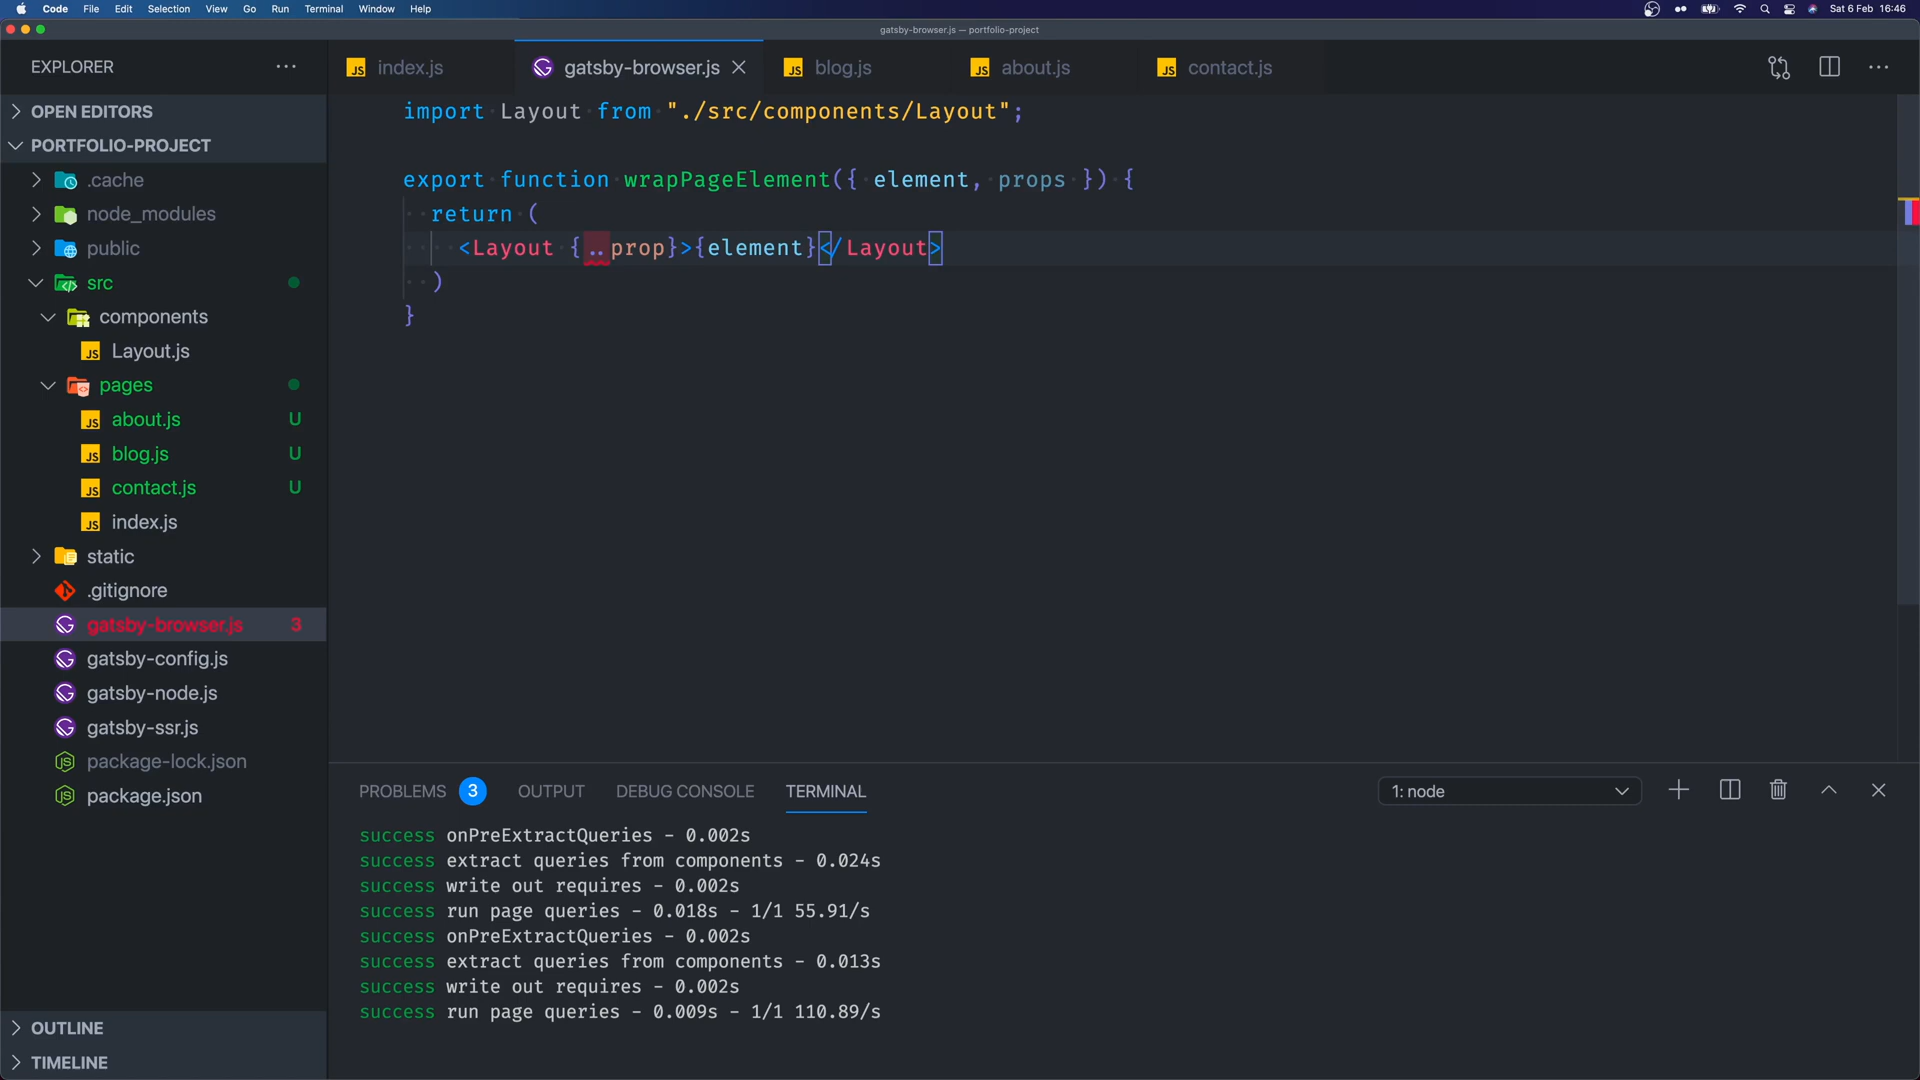 Code File Edit Selection View Go Run Terminal Window Help Sat 6 Feb 16:46
gatsby-browser.js — portfolio-project
EXPLORER
OPEN EDITORS
PORTFOLIO-PROJECT
.cache
node_modules
public
src
components
Layout.js
pages
about.js U
blog.js U
contact.js U
index.js
static
.gitignore
gatsby-browser.js 3
gatsby-config.js
gatsby-node.js
gatsby-ssr.js
package-lock.json
package.json
OUTLINE
TIMELINE
index.js gatsby-browser.js blog.js about.js contact.js
import Layout from "./src/components/Layout";
export function wrapPageElement({ element, props }) {
return (
<Layout {..prop}>{element}</Layout>
)
}
PROBLEMS 3 OUTPUT DEBUG CONSOLE TERMINAL 1: node
success onPreExtractQueries - 0.002s
success extract queries from components - 0.024s
success write out requires - 0.002s
success run page queries - 0.018s - 1/1 55.91/s
success onPreExtractQueries - 0.002s
success extract queries from components - 0.013s
success write out requires - 0.002s
success run page queries - 0.009s - 1/1 110.89/s